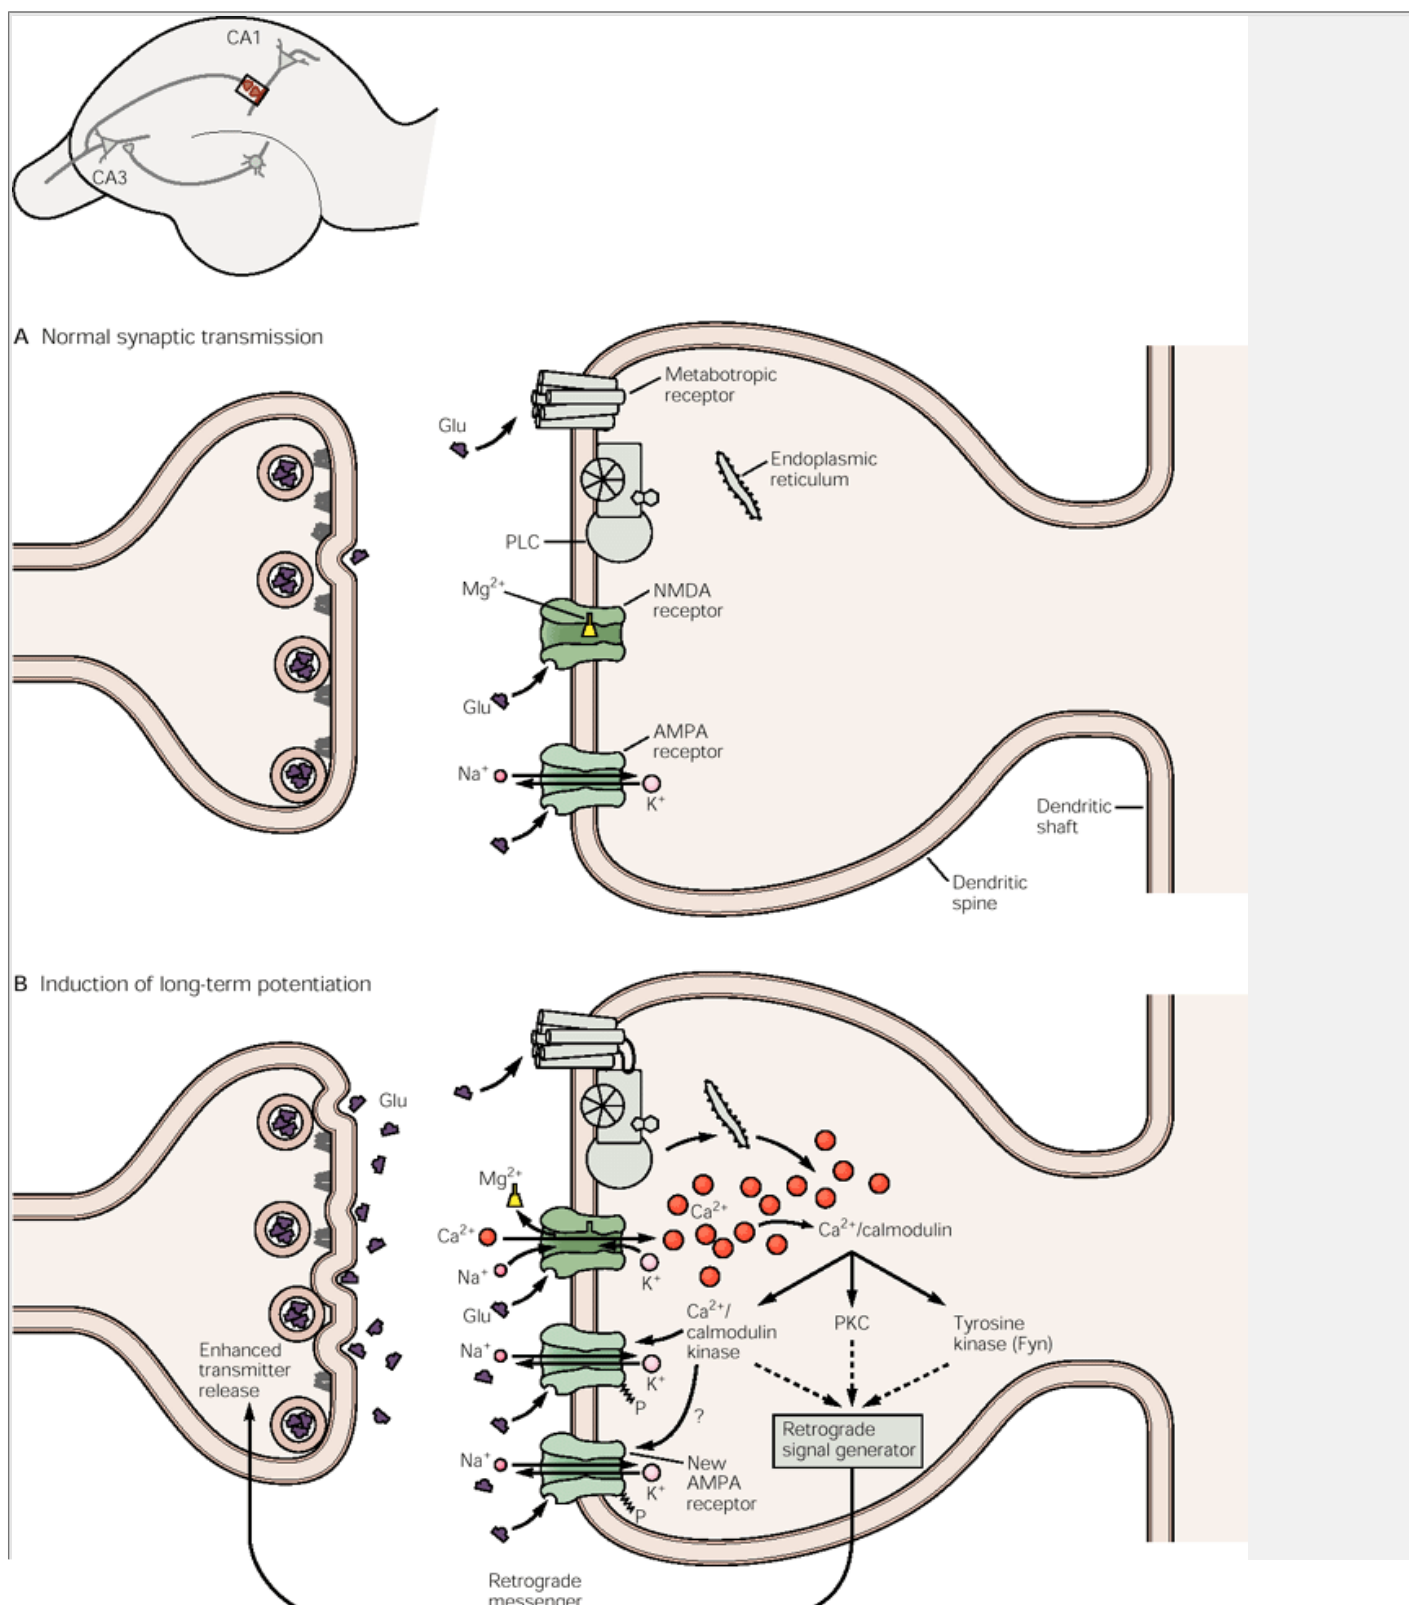 CA1
CA3
A Normal synaptic transmission
Metabotropic
receptor
Glu
Endoplasmic
reticulum
PLC
Mg²⁺
NMDA
receptor
Glu
AMPA
receptor
Na⁺
K⁺
Dendritic
shaft
Dendritic
spine
B Induction of long-term potentiation
Glu
Mg²⁺
Ca²⁺
Ca²⁺
Ca²⁺/calmodulin
Na⁺
K⁺
Glu
Ca²⁺/
calmodulin
kinase
PKC
Tyrosine
kinase (Fyn)
Na⁺
K⁺
P
Enhanced
transmitter
release
?
Retrograde
signal generator
Na⁺
K⁺
P
New
AMPA
receptor
Retrograde
messenger